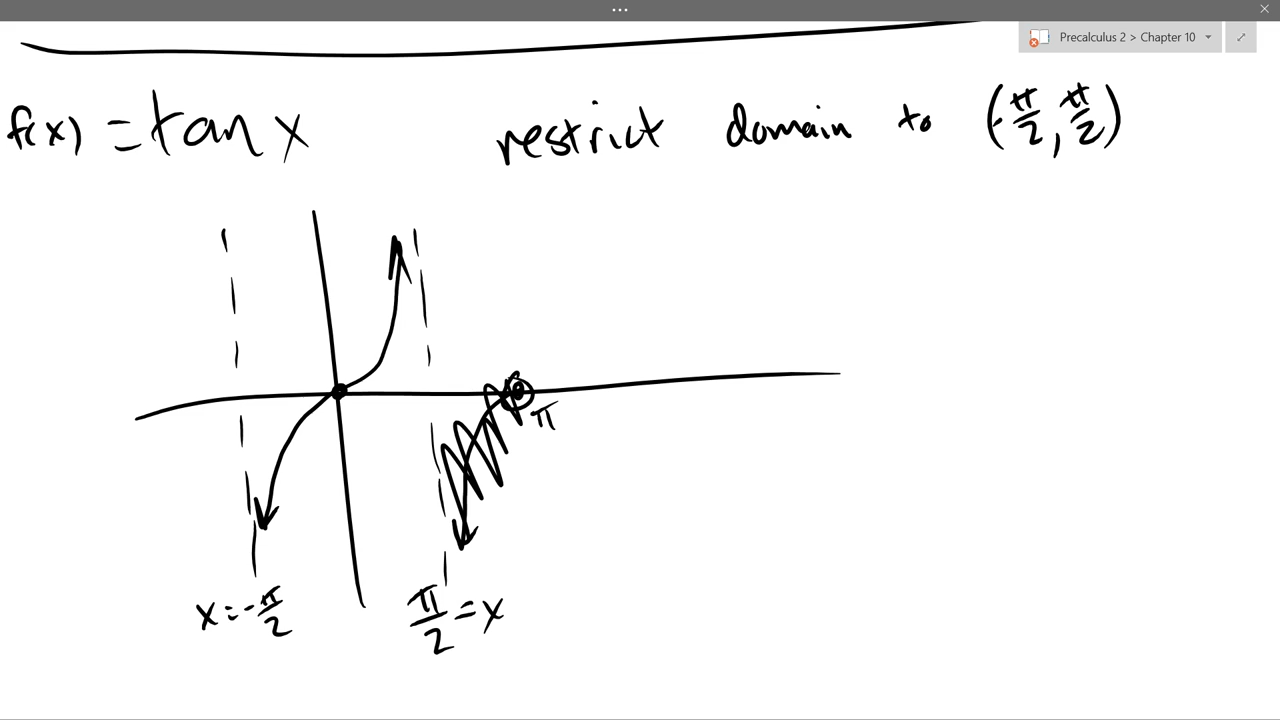 ...
Precalculus 2 > Chapter 10
f(x) = tan x restrict domain to (-π/2, π/2)
π
x = -π/2 π/2 = x